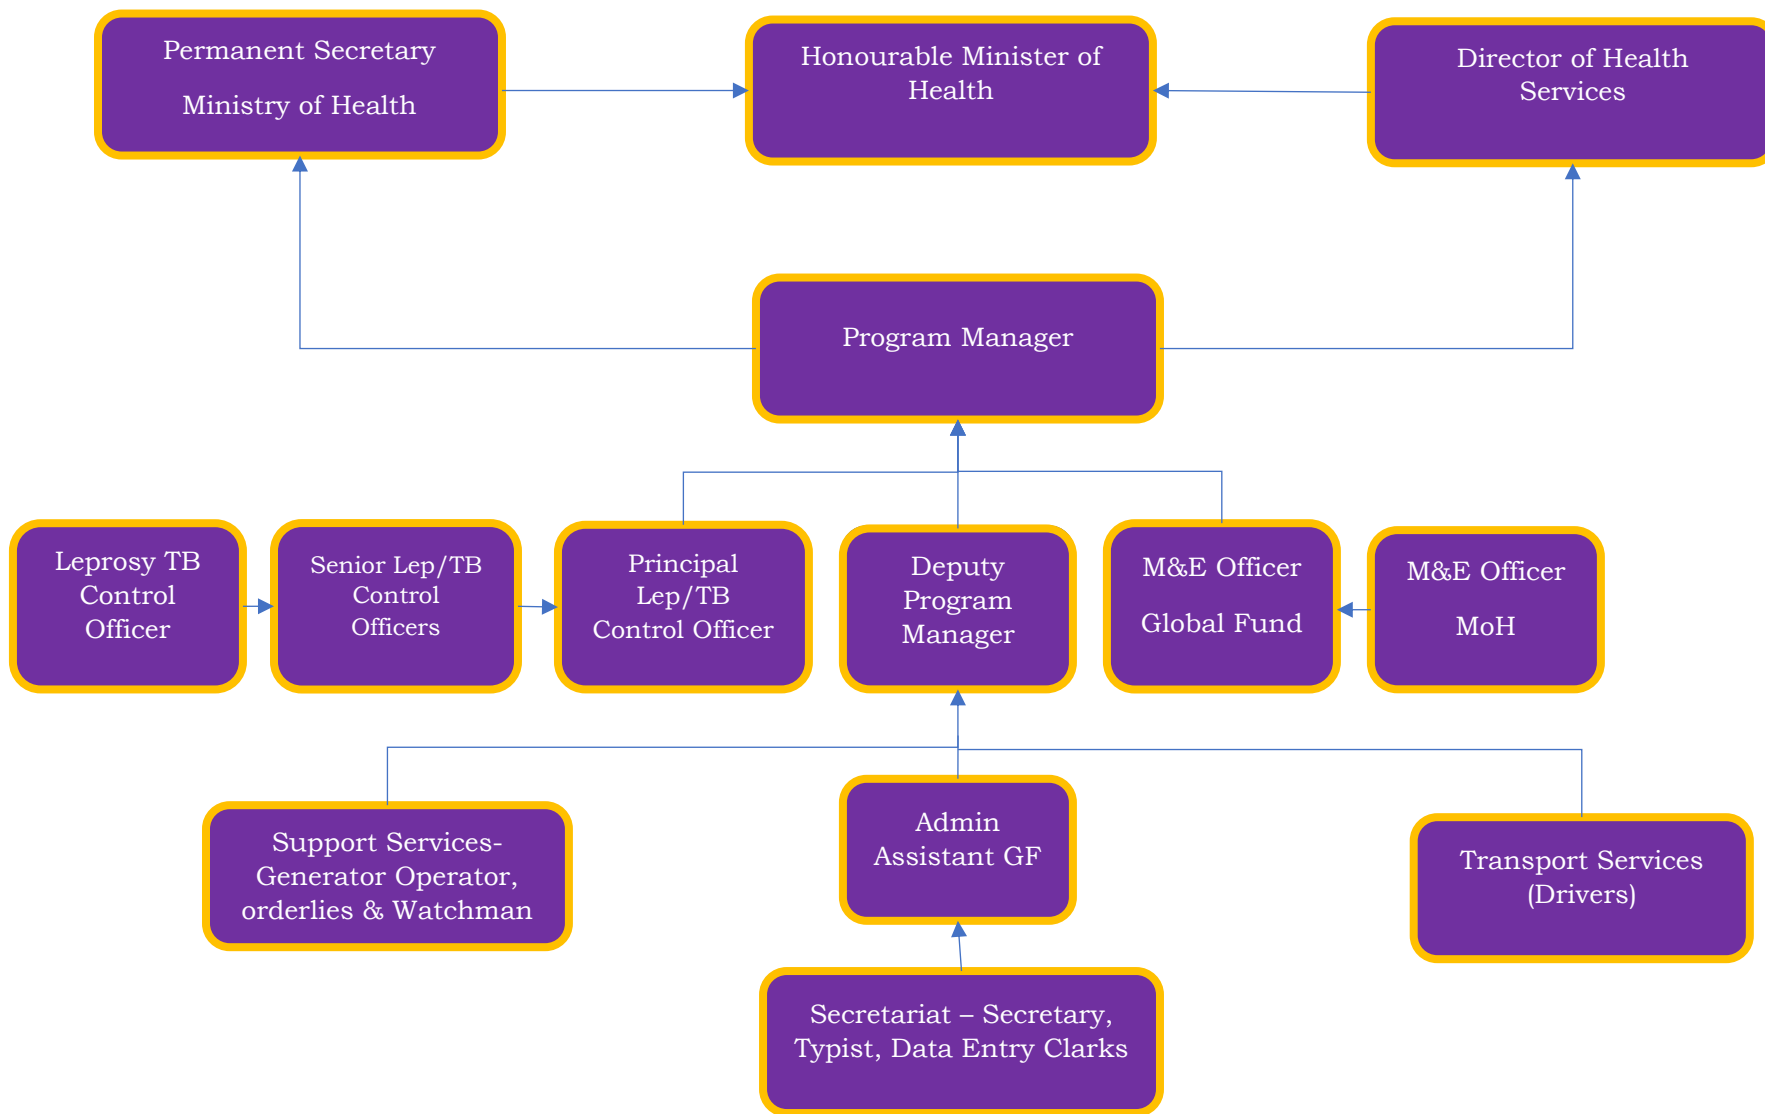 Permanent Secretary
Ministry of Health
Honourable Minister of
Health
Director of Health
Services
Program Manager
Leprosy TB
Control
Officer
Senior Lep/TB
Control
Officers
Principal
Lep/TB
Control Officer
Deputy
Program
Manager
M&E Officer
Global Fund
M&E Officer
MoH
Support Services-
Generator Operator,
orderlies & Watchman
Admin
Assistant GF
Transport Services
(Drivers)
Secretariat – Secretary,
Typist, Data Entry Clarks